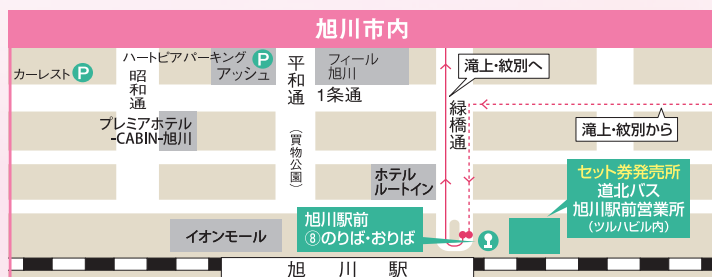 旭川市内
ハートピアパーキング P
カーレスト P
アッシュ
昭和通
平和通
(買物公園)
フィール
旭川
1条通
滝上・紋別へ
緑橋通
滝上・紋別から
プレミアホテル
-CABIN-旭川
ホテル
ルートイン
セット券発売所
道北バス
旭川駅前営業所
(ツルハビル内)
旭川駅前
⑧のりば・おりば
イオンモール
旭川駅